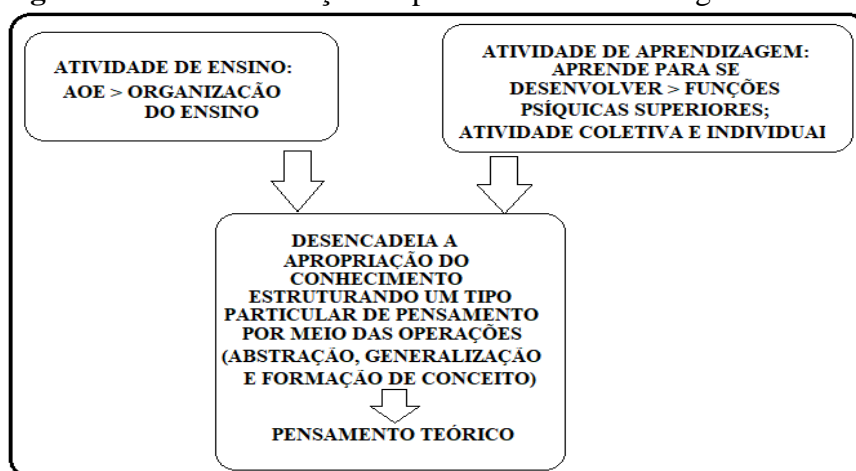 ATIVIDADE DE ENSINO:
AOE > ORGANIZAÇÃO
DO ENSINO
ATIVIDADE DE APRENDIZAGEM:
APRENDE PARA SE
DESENVOLVER > FUNÇÕES
PSÍQUICAS SUPERIORES;
ATIVIDADE COLETIVA E INDIVIDUAI
DESENCADEIA A
APROPRIAÇÃO DO
CONHECIMENTO
ESTRUTURANDO UM TIPO
PARTICULAR DE PENSAMENTO
POR MEIO DAS OPERAÇÕES
(ABSTRAÇÃO, GENERALIZAÇÃO
E FORMAÇÃO DE CONCEITO)
PENSAMENTO TEÓRICO